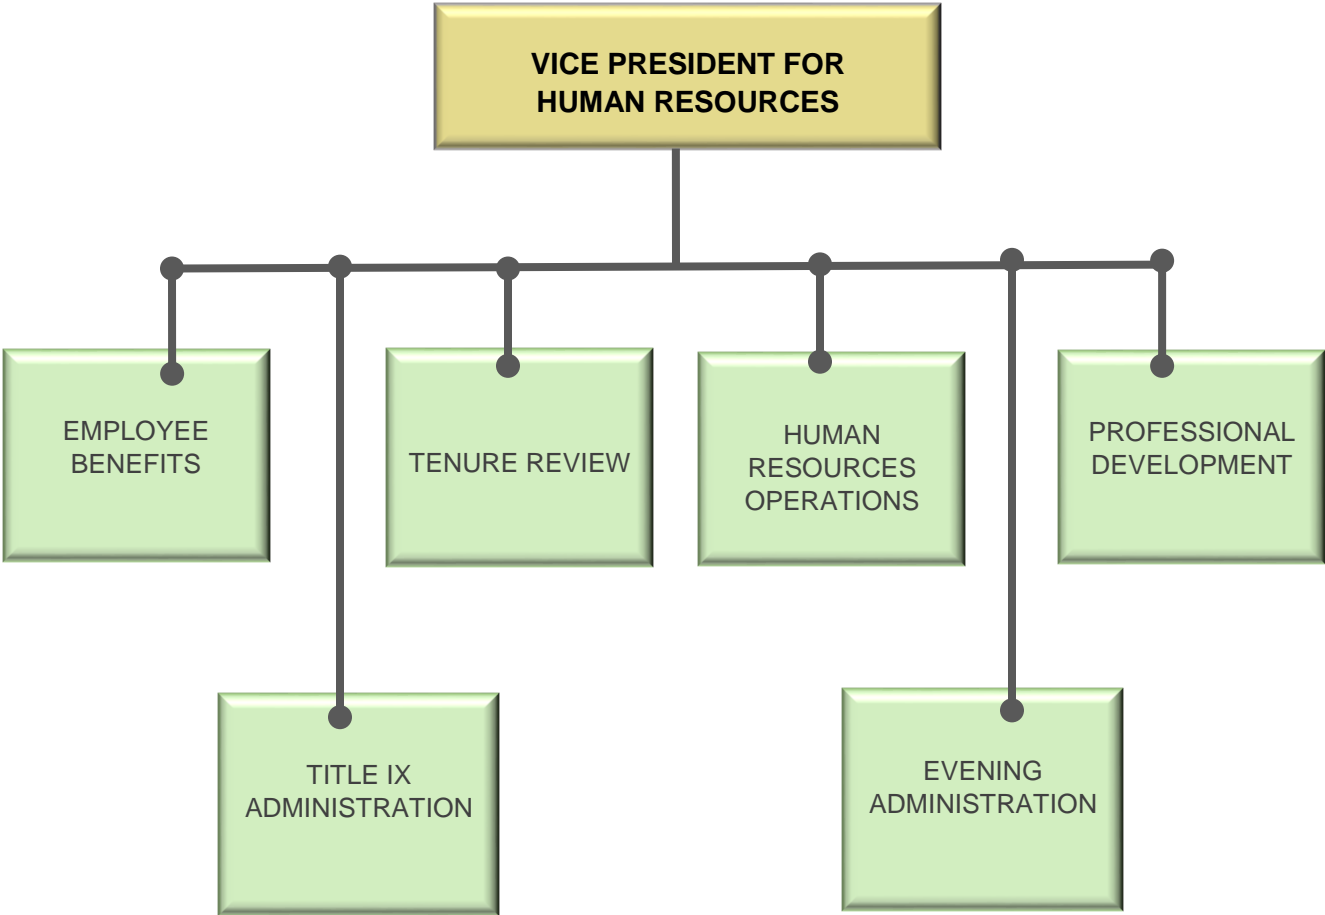 VICE PRESIDENT FOR
HUMAN RESOURCES
EMPLOYEE
BENEFITS
TENURE REVIEW
HUMAN
RESOURCES
OPERATIONS
PROFESSIONAL
DEVELOPMENT
TITLE IX
ADMINISTRATION
EVENING
ADMINISTRATION